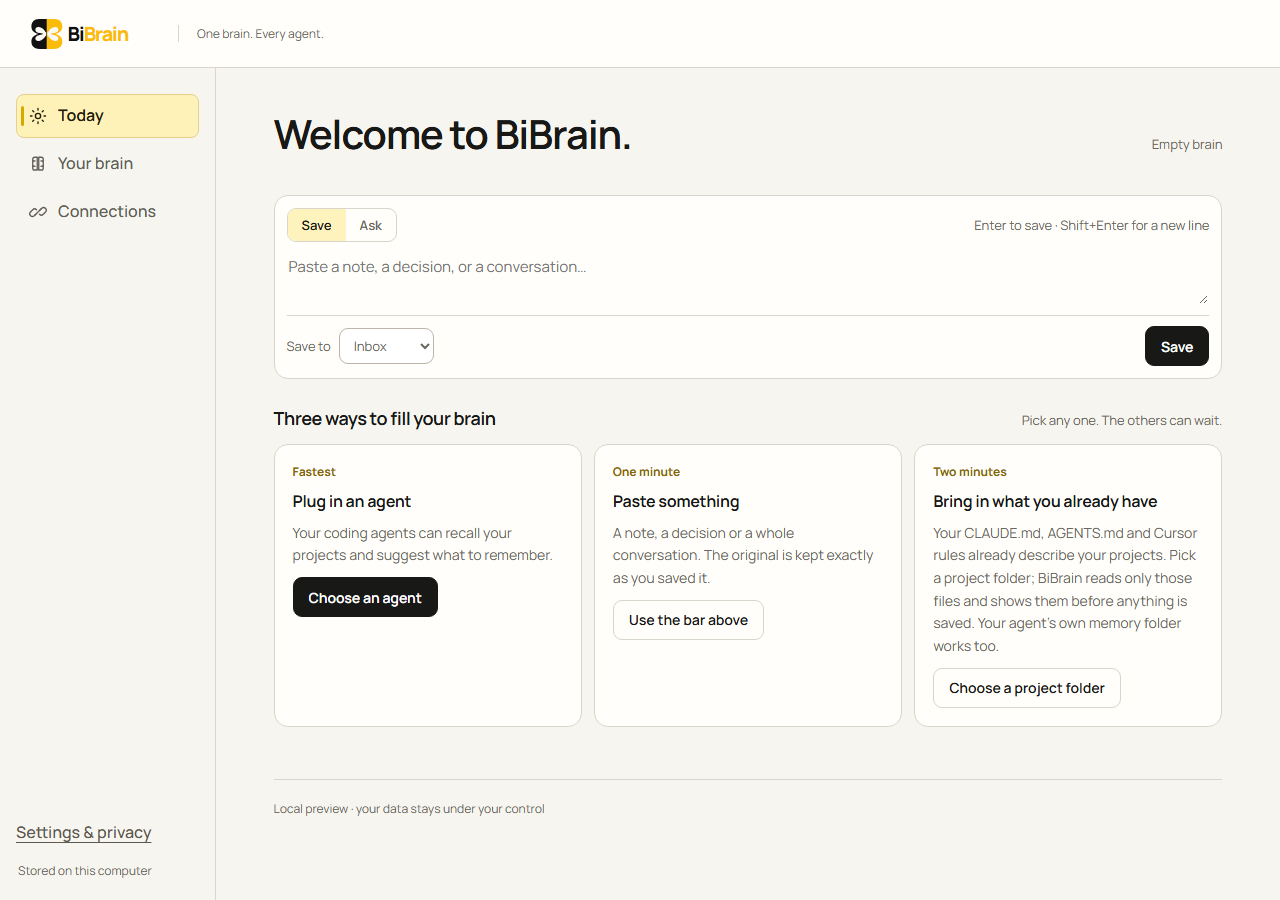 BiBrain
One brain. Every agent.
Today
Your brain
Connections
Settings & privacy
Stored on this computer
Welcome to BiBrain.
Empty brain
Save
Ask
Enter to save · Shift+Enter for a new line
Paste a note, a decision, or a conversation…
Save to
Inbox
Save
Three ways to fill your brain
Pick any one. The others can wait.
Fastest
Plug in an agent
Your coding agents can recall your
projects and suggest what to remember.
Choose an agent
One minute
Paste something
A note, a decision or a whole
conversation. The original is kept exactly
as you saved it.
Use the bar above
Two minutes
Bring in what you already have
Your CLAUDE.md, AGENTS.md and Cursor
rules already describe your projects. Pick
a project folder; BiBrain reads only those
files and shows them before anything is
saved. Your agent's own memory folder
works too.
Choose a project folder
Local preview · your data stays under your control